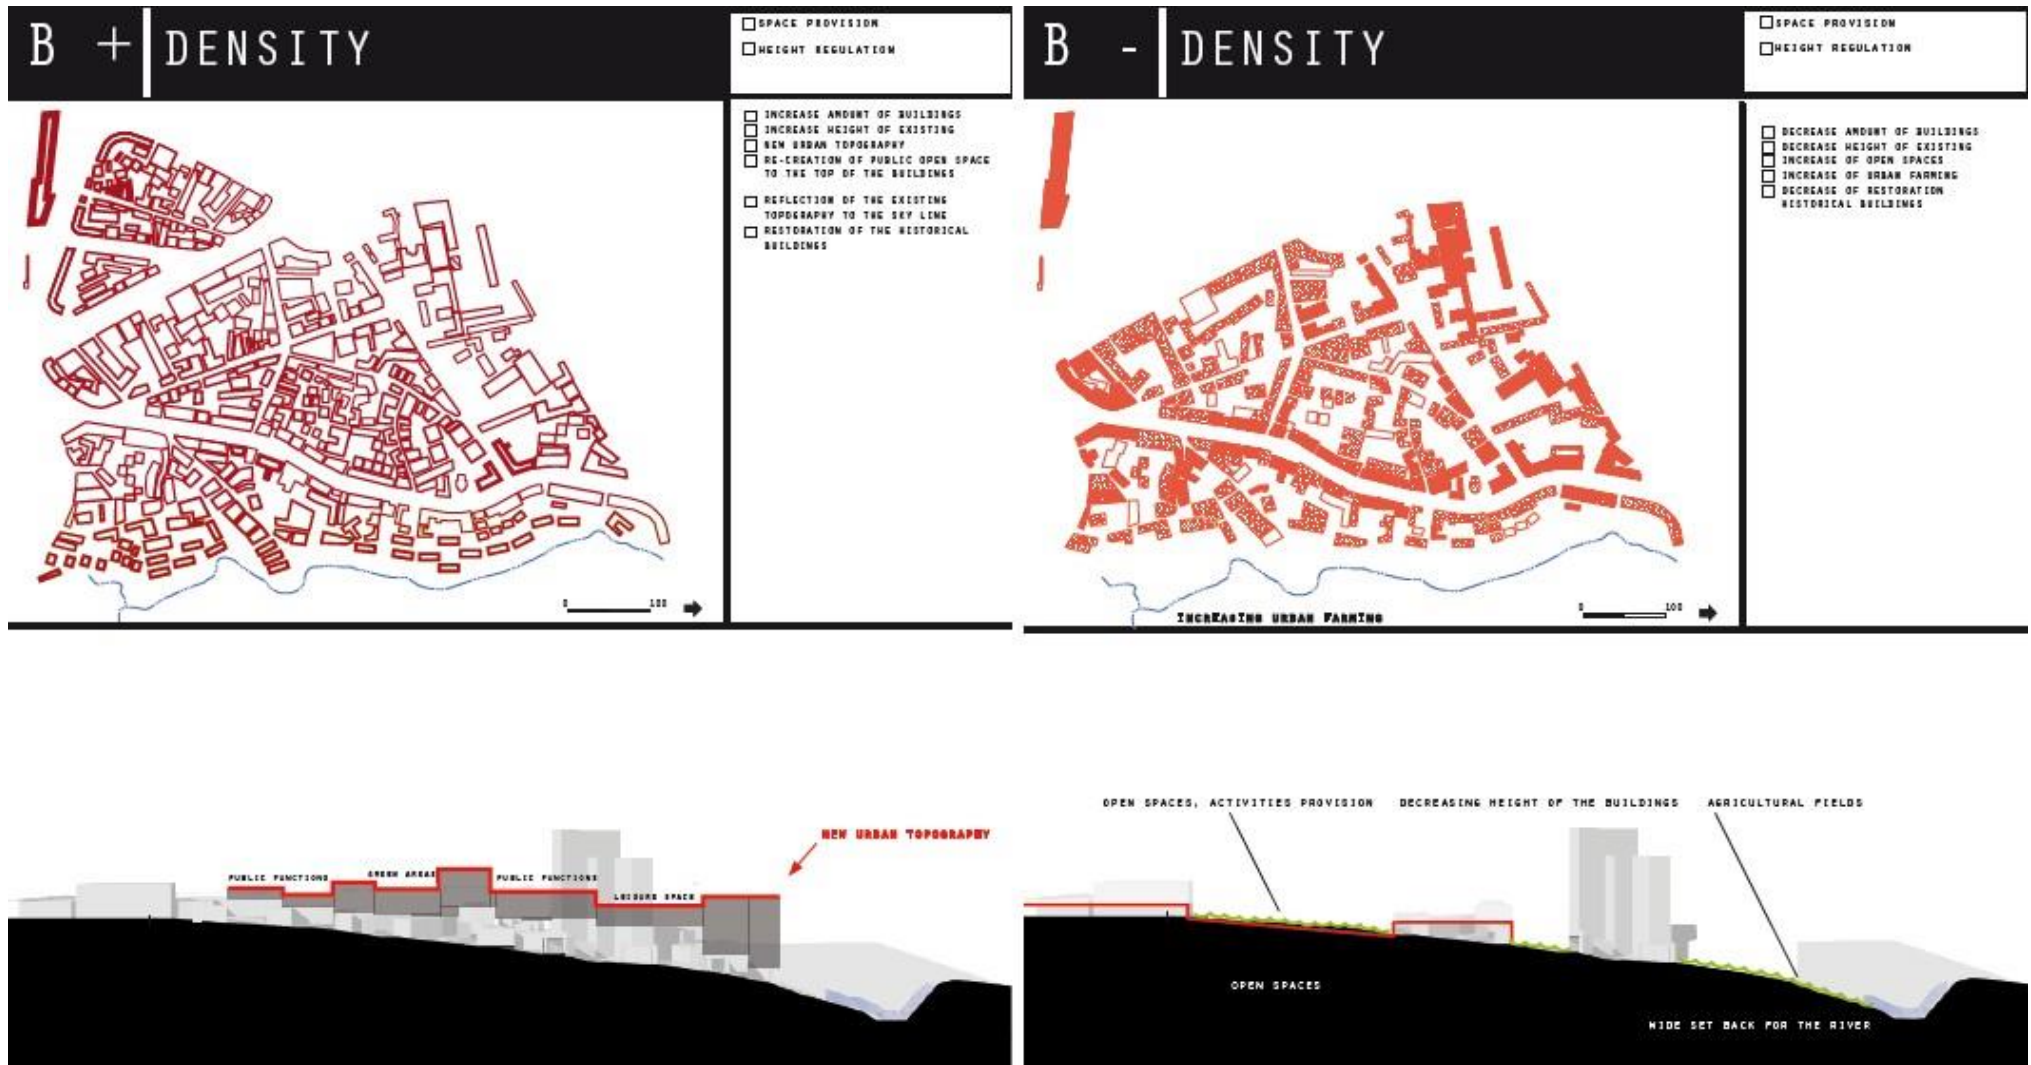 B + DENSITY
SPACE PROVISION
HEIGHT REGULATION
INCREASE AMOUNT OF BUILDINGS
INCREASE HEIGHT OF EXISTING
NEW URBAN TOPOGRAPHY
RE-CREATION OF PUBLIC OPEN SPACE
TO THE TOP OF THE BUILDINGS
REFLECTION OF THE EXISTING
TOPOGRAPHY TO THE SKY LINE
RESTORATION OF THE HISTORICAL
BUILDINGS
0 100
NEW URBAN TOPOGRAPHY
PUBLIC FUNCTIONS
GREEN AREAS
PUBLIC FUNCTIONS
LEISURE SPACE
B - DENSITY
SPACE PROVISION
HEIGHT REGULATION
DECREASE AMOUNT OF BUILDINGS
DECREASE HEIGHT OF EXISTING
INCREASE OF OPEN SPACES
INCREASE OF URBAN FARMING
DECREASE OF RESTORATION
HISTORICAL BUILDINGS
0 100
INCREASING URBAN FARMING
OPEN SPACES, ACTIVITIES PROVISION
DECREASING HEIGHT OF THE BUILDINGS
AGRICULTURAL FIELDS
OPEN SPACES
WIDE SET BACK FOR THE RIVER